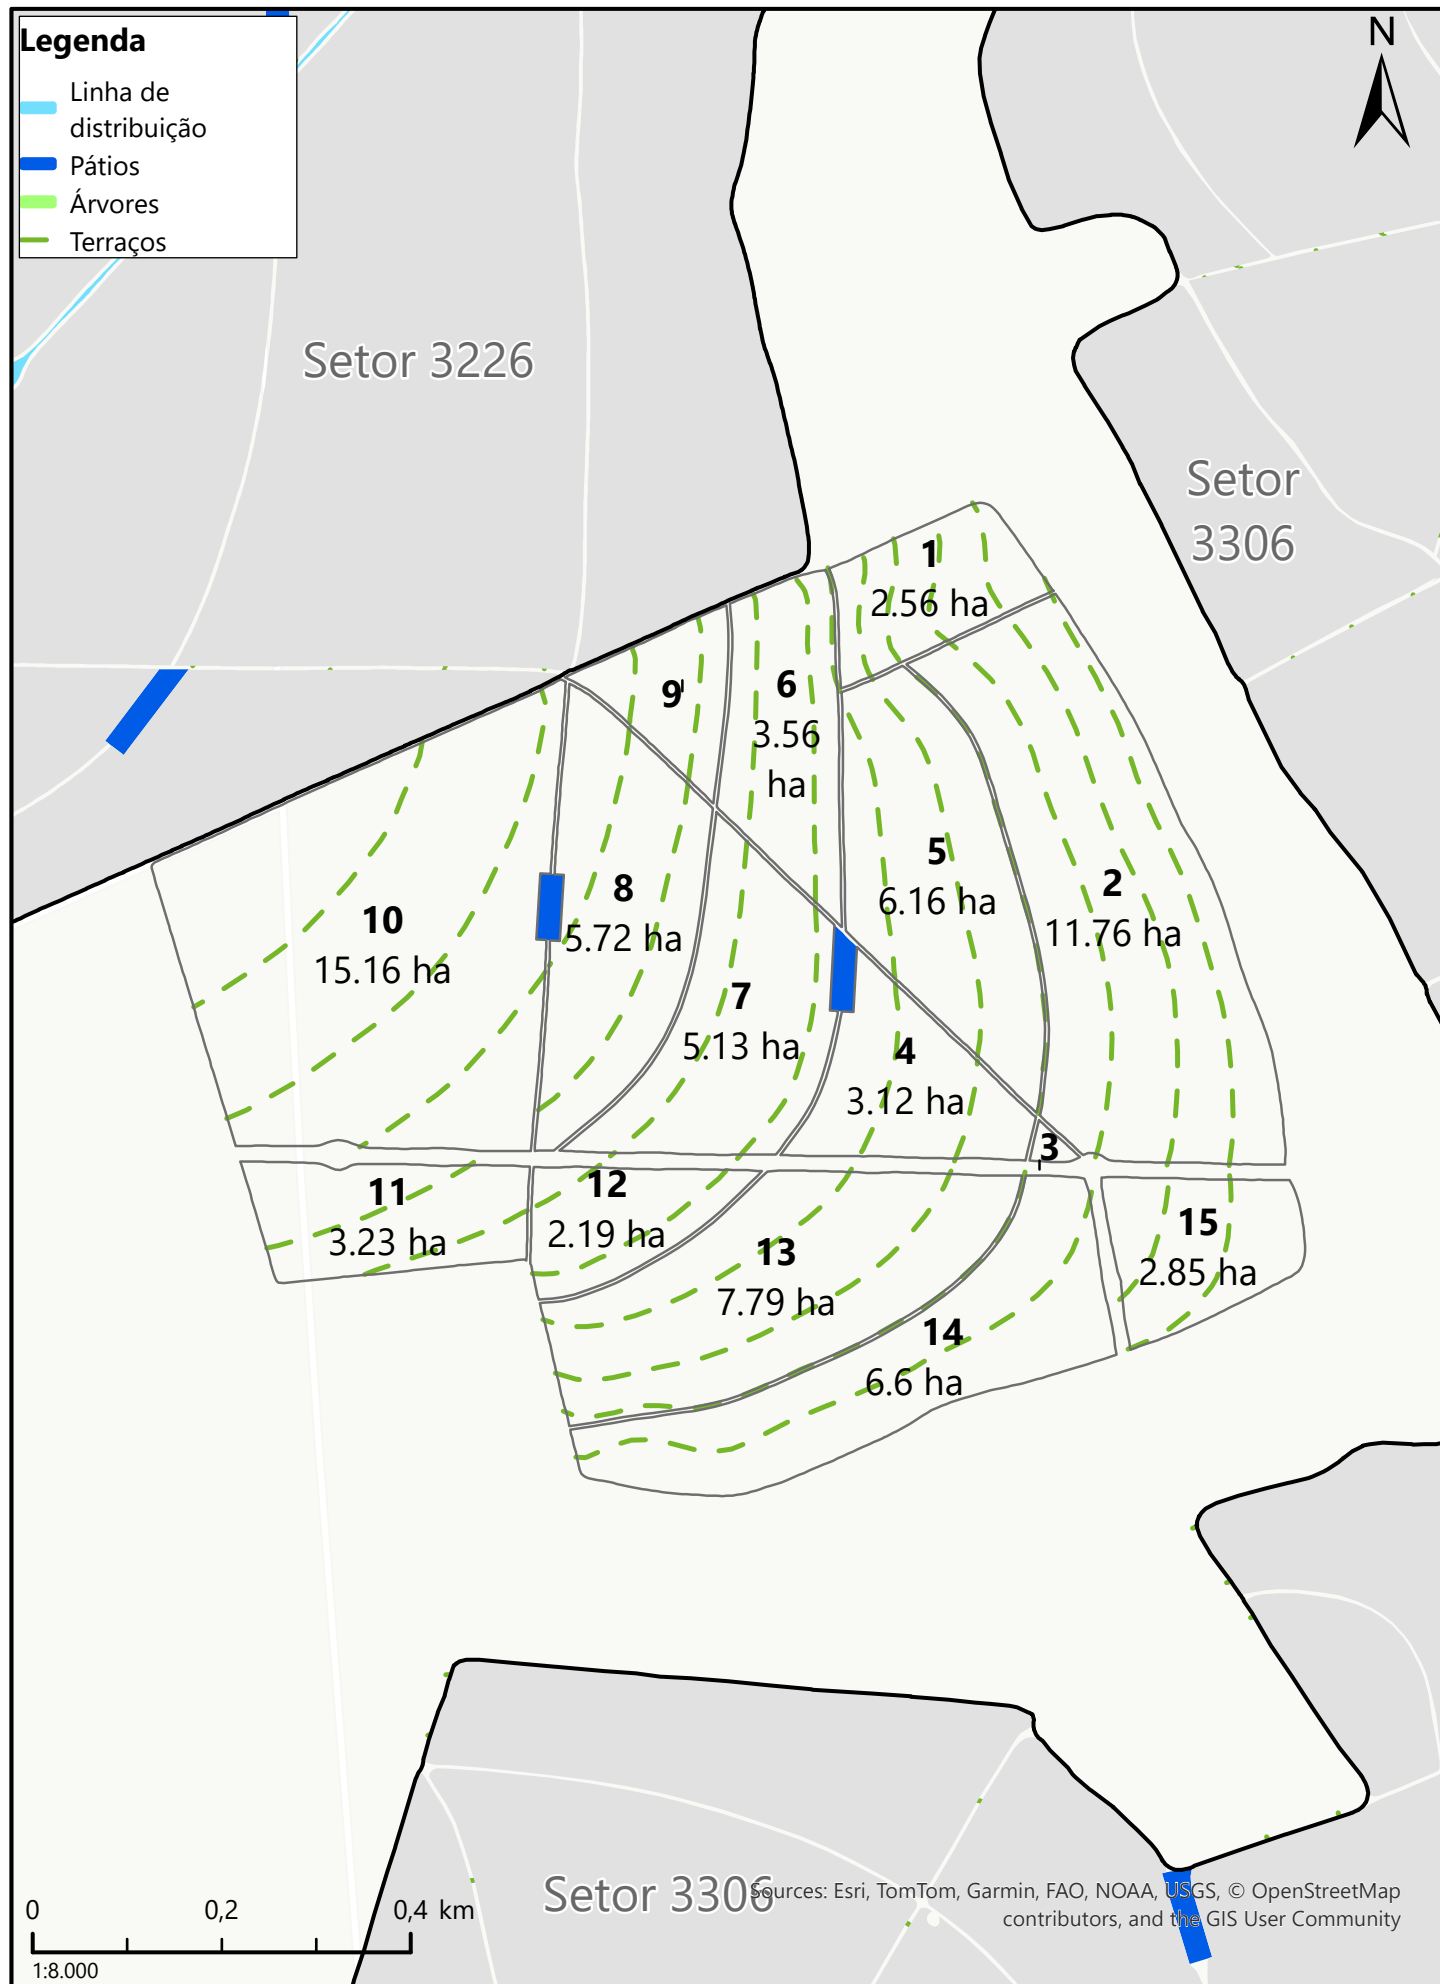 Legenda
Linha de
distribuição
Pátios
Árvores
Terraços
N
Setor 3226
Setor
3306
1
2.56 ha
9
6
3.56
ha
5
6.16 ha
2
11.76 ha
8
5.72 ha
10
15.16 ha
7
5.13 ha
4
3.12 ha
3
11
3.23 ha
12
2.19 ha
13
7.79 ha
15
2.85 ha
14
6.6 ha
Setor 3306
Sources: Esri, TomTom, Garmin, FAO, NOAA, USGS, © OpenStreetMap
contributors, and the GIS User Community
0 0,2 0,4 km
1:8.000